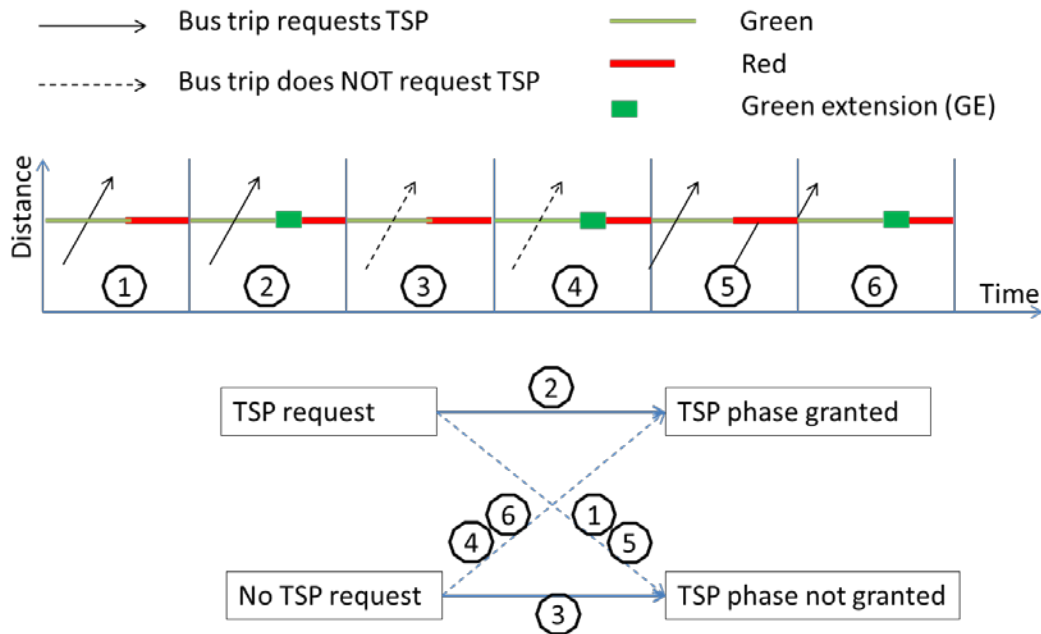 Bus trip requests TSP
Green
Bus trip does NOT request TSP
Red
Green extension (GE)
Distance
1
2
3
4
5
6
Time
2
TSP request
TSP phase granted
6
1
4
5
No TSP request
TSP phase not granted
3